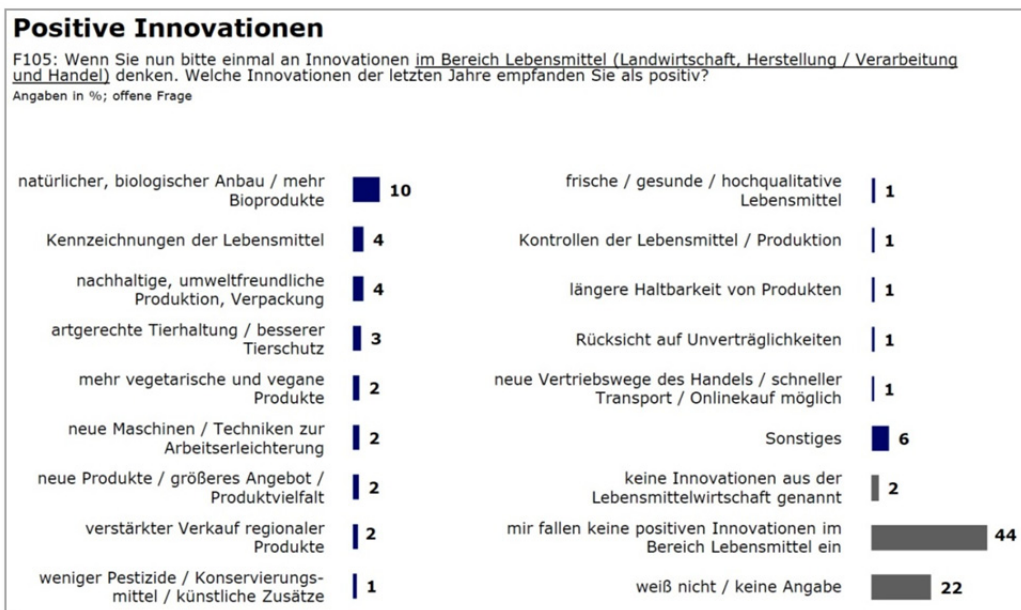 Positive Innovationen
F105: Wenn Sie nun bitte einmal an Innovationen im Bereich Lebensmittel (Landwirtschaft, Herstellung / Verarbeitung
und Handel) denken. Welche Innovationen der letzten Jahre empfanden Sie als positiv?
Angaben in %; offene Frage
natürlicher, biologischer Anbau / mehr
Bioprodukte
10
Kennzeichnungen der Lebensmittel
4
nachhaltige, umweltfreundliche
Produktion, Verpackung
4
artgerechte Tierhaltung / besserer
Tierschutz
3
mehr vegetarische und vegane
Produkte
2
neue Maschinen / Techniken zur
Arbeitserleichterung
2
neue Produkte / größeres Angebot /
Produktvielfalt
2
verstärkter Verkauf regionaler
Produkte
2
weniger Pestizide / Konservierungs-
mittel / künstliche Zusätze
1
frische / gesunde / hochqualitative
Lebensmittel
1
Kontrollen der Lebensmittel / Produktion
1
längere Haltbarkeit von Produkten
1
Rücksicht auf Unverträglichkeiten
1
neue Vertriebswege des Handels / schneller
Transport / Onlinekauf möglich
1
Sonstiges
6
keine Innovationen aus der
Lebensmittelwirtschaft genannt
2
mir fallen keine positiven Innovationen im
Bereich Lebensmittel ein
44
weiß nicht / keine Angabe
22